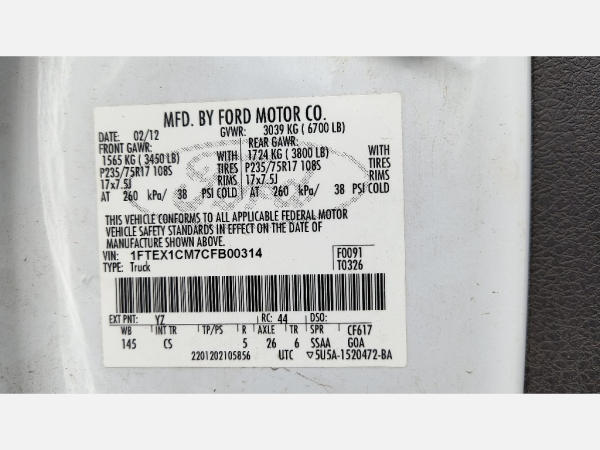 MFD. BY FORD MOTOR CO.
DATE: 02/12 GVWR: 3039 KG ( 6700 LB)
FRONT GAWR: REAR GAWR:
1565 KG ( 3450 LB) WITH 1724 KG ( 3800 LB) WITH
P235/75R17 108S TIRES P235/75R17 108S TIRES
17x7.5J RIMS 17x7.5J RIMS
AT 260 kPa/ 38 PSI COLD AT 260 kPa/ 38 PSI COLD
Ford
THIS VEHICLE CONFORMS TO ALL APPLICABLE FEDERAL MOTOR
VEHICLE SAFETY STANDARDS IN EFFECT ON THE DATE OF
MANUFACTURE SHOWN ABOVE.
VIN: 1FTEX1CM7CFB00314 F0091
TYPE: Truck T0326
EXT PNT: YZ RC: 44 DSO:
WB INT TR TP/PS R AXLE TR SPR CF617
145 CS 5 26 6 SSAA GOA
2201202105856 UTC 5U5A-1520472-BA